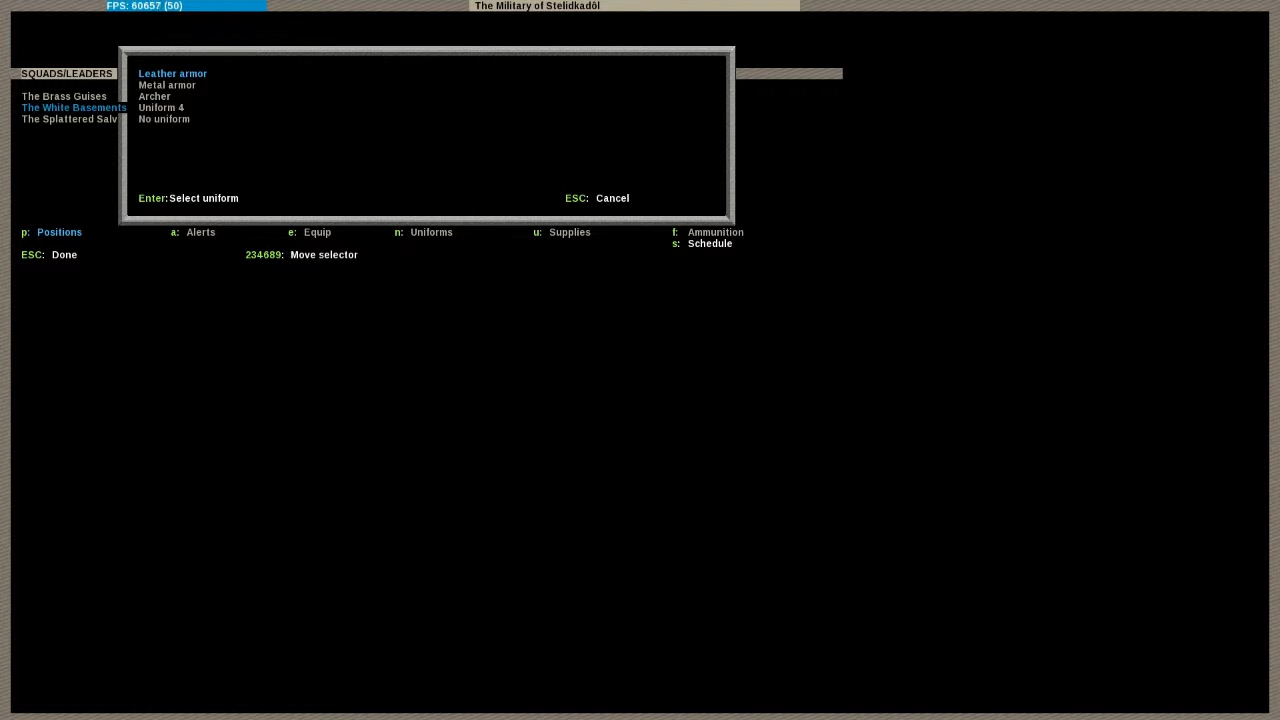 FPS: 60657 (50) The Military of Stelidkadôl
SQUADS/LEADERS
Leather armor
Metal armor
The Brass Guises Archer
The White Basements Uniform 4
The Splattered Salv No uniform
Enter:Select uniform ESC: Cancel
p: Positions a: Alerts e: Equip n: Uniforms u: Supplies f: Ammunition
s: Schedule
ESC: Done 234689: Move selector